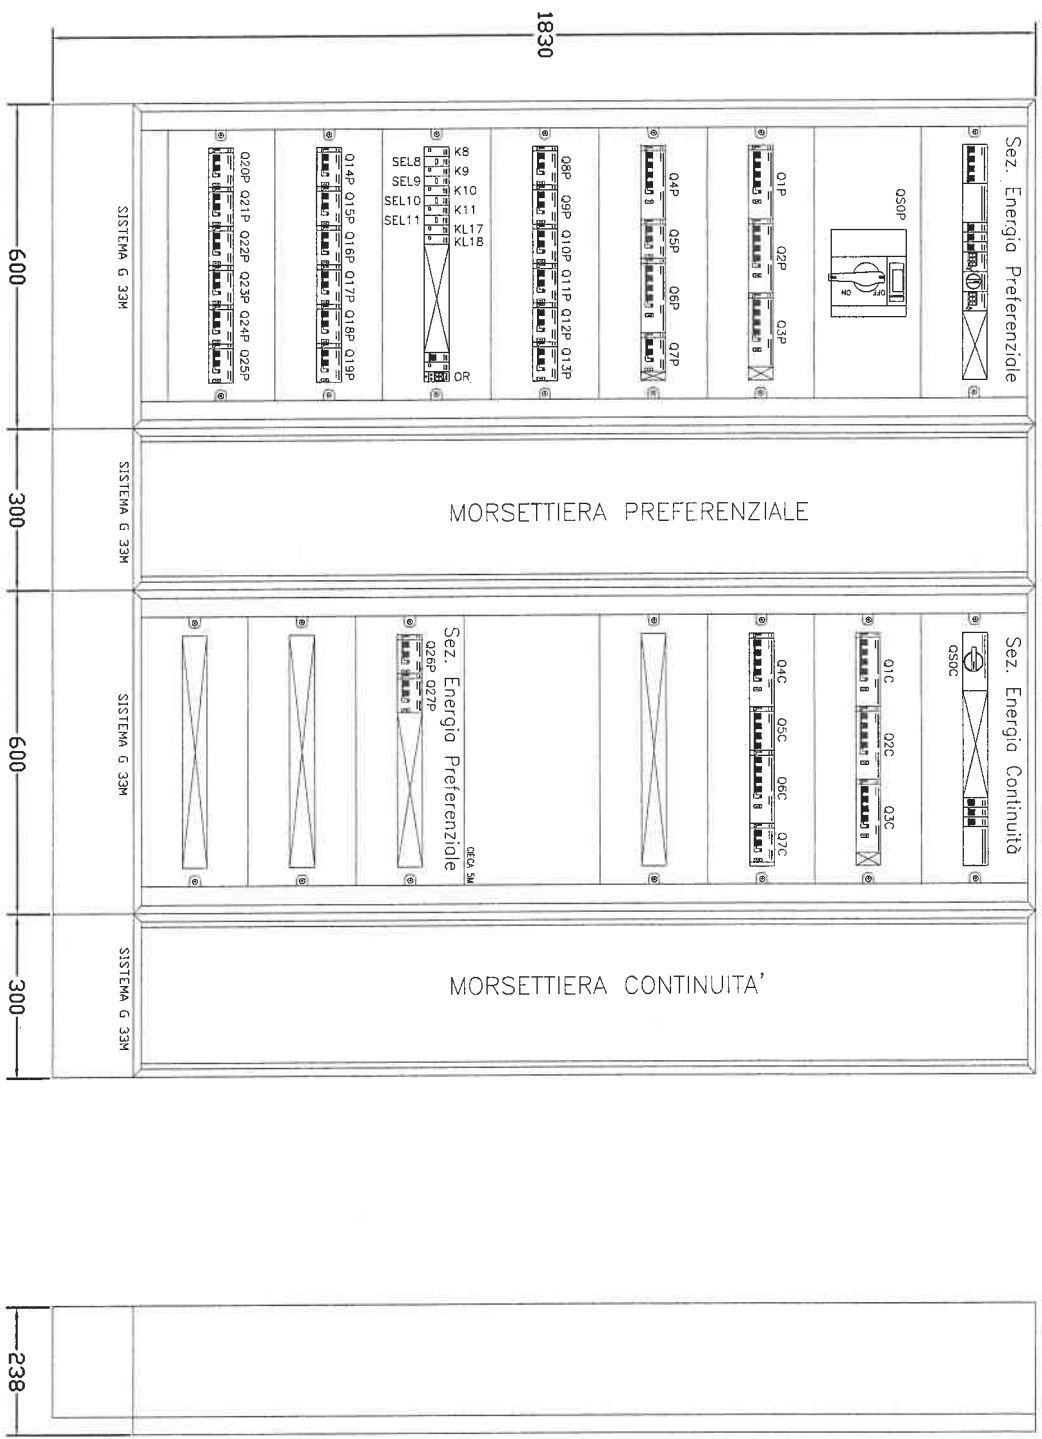 1830
Sez. Energia Preferenziale
QS0P
OFF
ON
Q1P Q2P Q3P
Q4P Q5P Q6P Q7P
Q8P Q9P Q10P Q11P Q12P Q13P
K8 K9 K10 K11 KL17 KL18 OR
SEL8 SEL9 SEL10 SEL11
Q14P Q15P Q16P Q17P Q18P Q19P
Q20P Q21P Q22P Q23P Q24P Q25P
SISTEMA G 33M
600
MORSETTIERA PREFERENZIALE
SISTEMA G 33M
300
Sez. Energia Continuità
QS0C
Q1C Q2C Q3C
Q4C Q5C Q6C Q7C
CIECA 5M
Sez. Energia Preferenziale
Q26P Q27P
SISTEMA G 33M
600
MORSETTIERA CONTINUITA'
SISTEMA G 33M
300
238